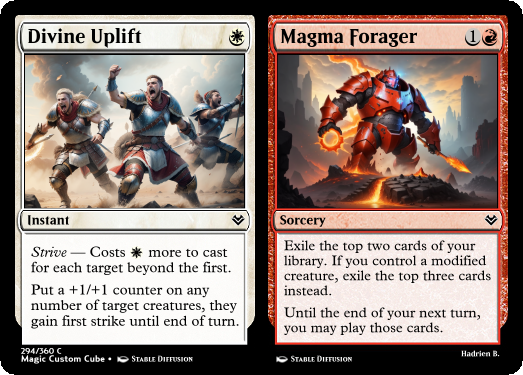 Divine Uplift
Instant
Strive — Costs more to cast
for each target beyond the first.
Put a +1/+1 counter on any
number of target creatures, they
gain first strike until end of turn.
294/360 C
Magic Custom Cube • Stable Diffusion
Magma Forager 1
Sorcery
Exile the top two cards of your
library. If you control a modified
creature, exile the top three cards
instead.
Until the end of your next turn,
you may play those cards.
Stable Diffusion
Hadrien B.